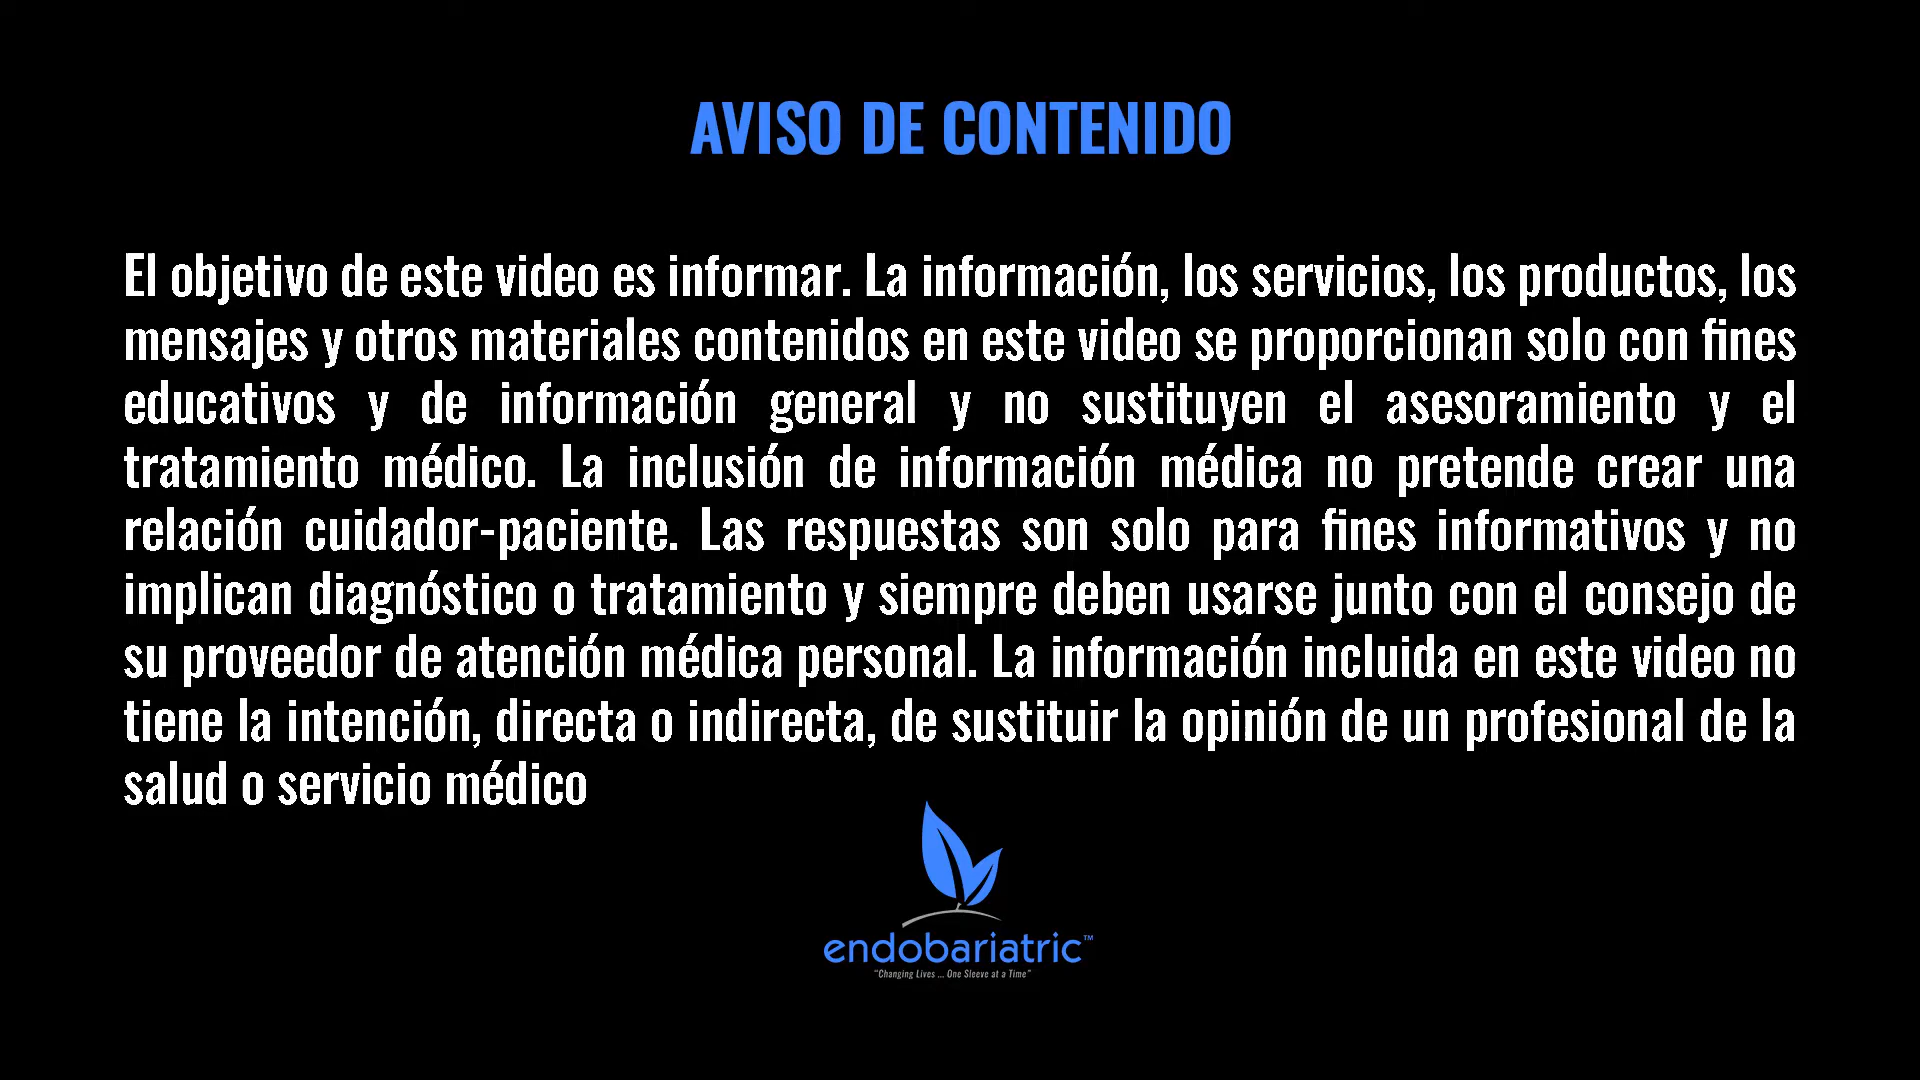 AVISO DE CONTENIDO
El objetivo de este video es informar. La información, los servicios, los productos, los
mensajes y otros materiales contenidos en este video se proporcionan solo con fines
educativos y de información general y no sustituyen el asesoramiento y el
tratamiento médico. La inclusión de información médica no pretende crear una
relación cuidador-paciente. Las respuestas son solo para fines informativos y no
implican diagnóstico o tratamiento y siempre deben usarse junto con el consejo de
su proveedor de atención médica personal. La información incluida en este video no
tiene la intención, directa o indirecta, de sustituir la opinión de un profesional de la
salud o servicio médico
endobariatric™
"Changing Lives ... One Sleeve at a Time"